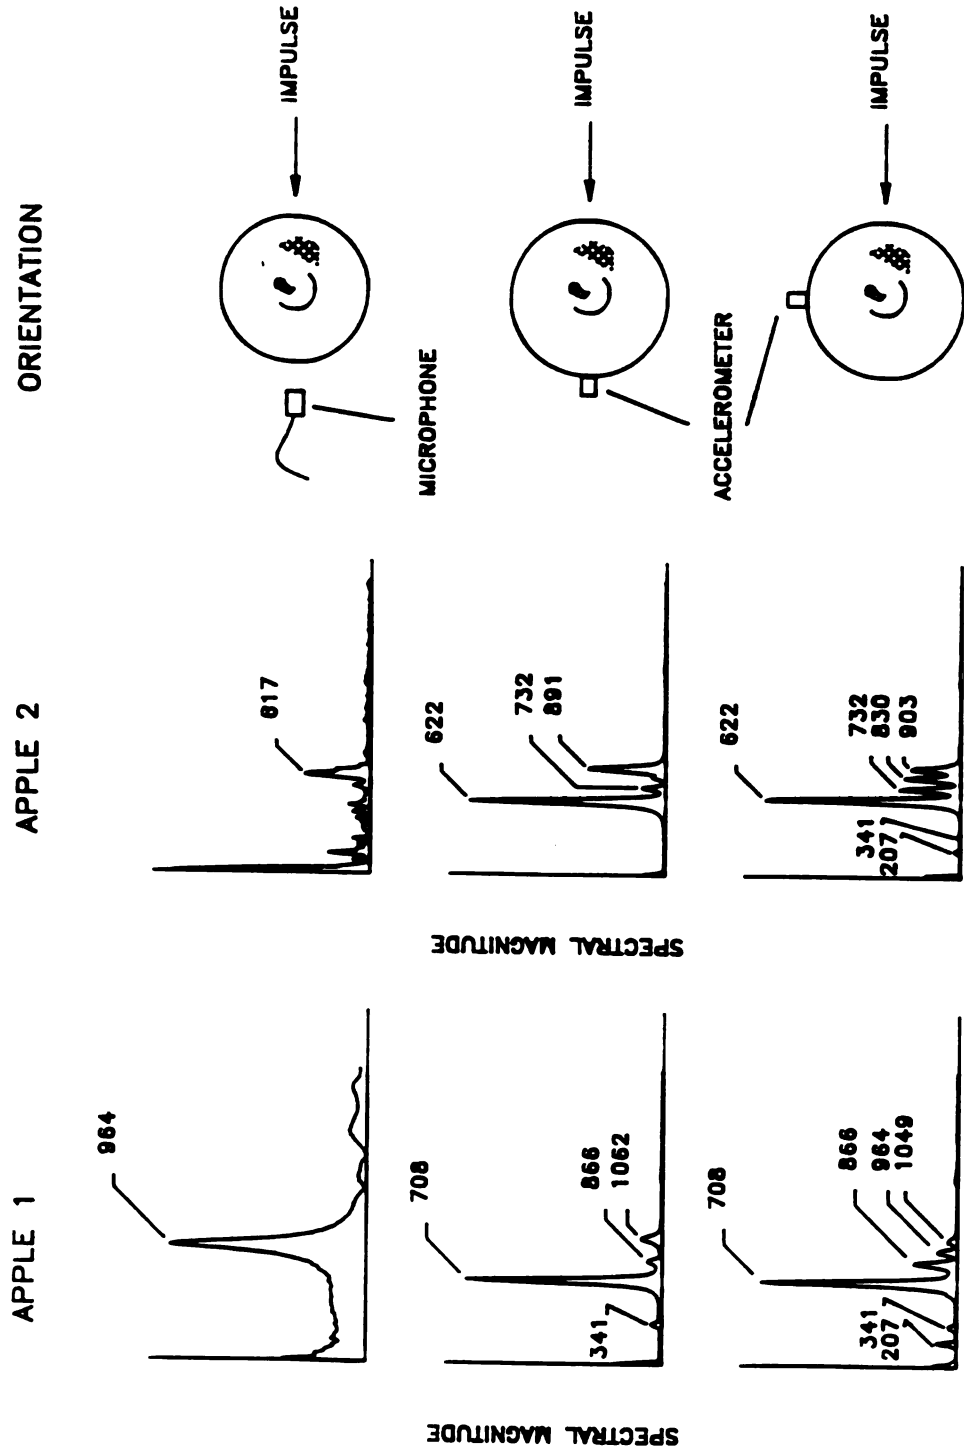 APPLE 1
APPLE 2
ORIENTATION
964
817
IMPULSE
MICROPHONE
SPECTRAL MAGNITUDE
SPECTRAL MAGNITUDE
708
341
866
1062
622
732
891
IMPULSE
ACCELEROMETER
708
341
207
866
964
1049
622
341
207
732
830
903
IMPULSE